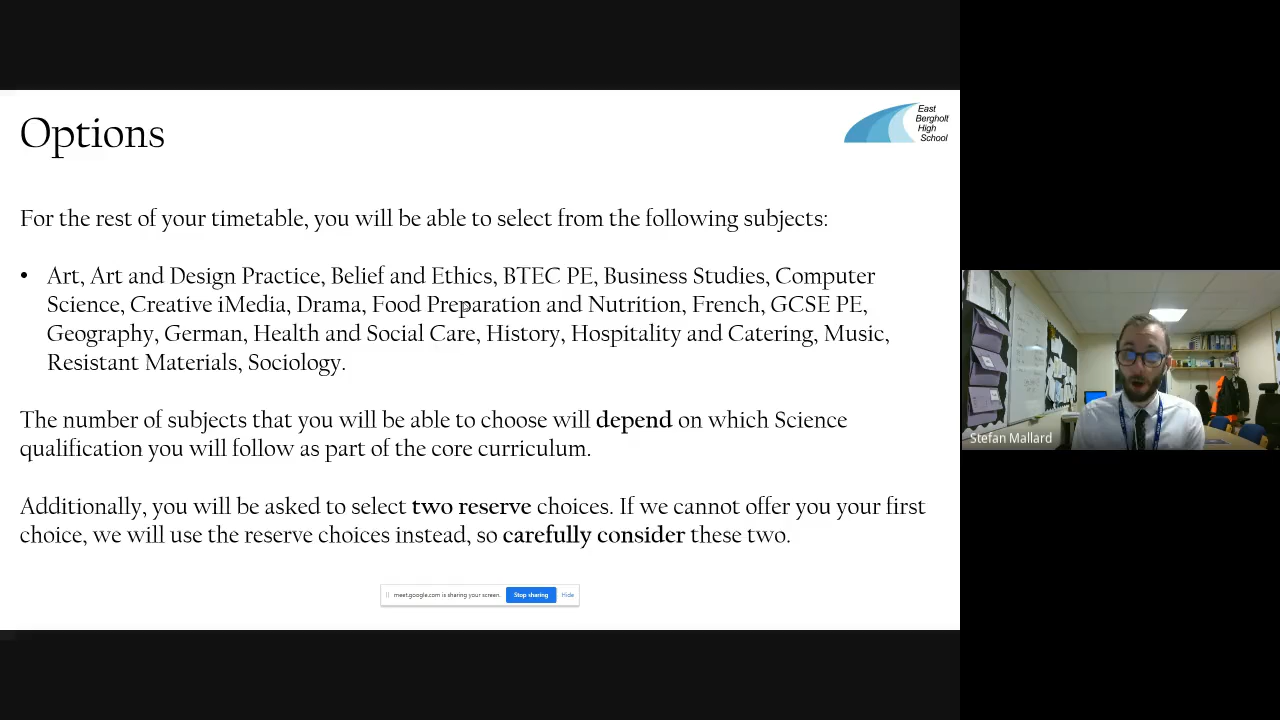 Options
East
Bergholt
High
School
For the rest of your timetable, you will be able to select from the following subjects:
• Art, Art and Design Practice, Belief and Ethics, BTEC PE, Business Studies, Computer
Science, Creative iMedia, Drama, Food Preparation and Nutrition, French, GCSE PE,
Geography, German, Health and Social Care, History, Hospitality and Catering, Music,
Resistant Materials, Sociology.
The number of subjects that you will be able to choose will depend on which Science
qualification you will follow as part of the core curriculum.
Additionally, you will be asked to select two reserve choices. If we cannot offer you your first
choice, we will use the reserve choices instead, so carefully consider these two.
meet.google.com is sharing your screen. Stop sharing Hide
Stefan Mallard